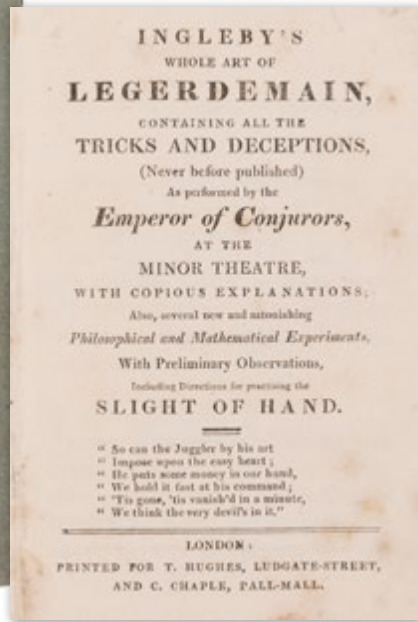 INGLEBY'S
WHOLE ART OF
LEGERDEMAIN,
CONTAINING ALL THE
TRICKS AND DECEPTIONS,
(Never before published)
As performed by the
Emperor of Conjurors,
AT THE
MINOR THEATRE,
WITH COPIOUS EXPLANATIONS;
Also, several new and astonishing
Philosophical and Mathematical Experiments,
With Preliminary Observations,
Including Directions for practising the
SLIGHT OF HAND.
" So can the Juggler by his art
" Impose upon the easy heart ;
" He puts some money in our hand,
" We hold it fast at his command ;
" 'Tis gone, 'tis vanish'd in a minute,
" We think the very devil's in it."
LONDON:
PRINTED FOR T. HUGHES, LUDGATE-STREET,
AND C. CHAPLE, PALL-MALL.